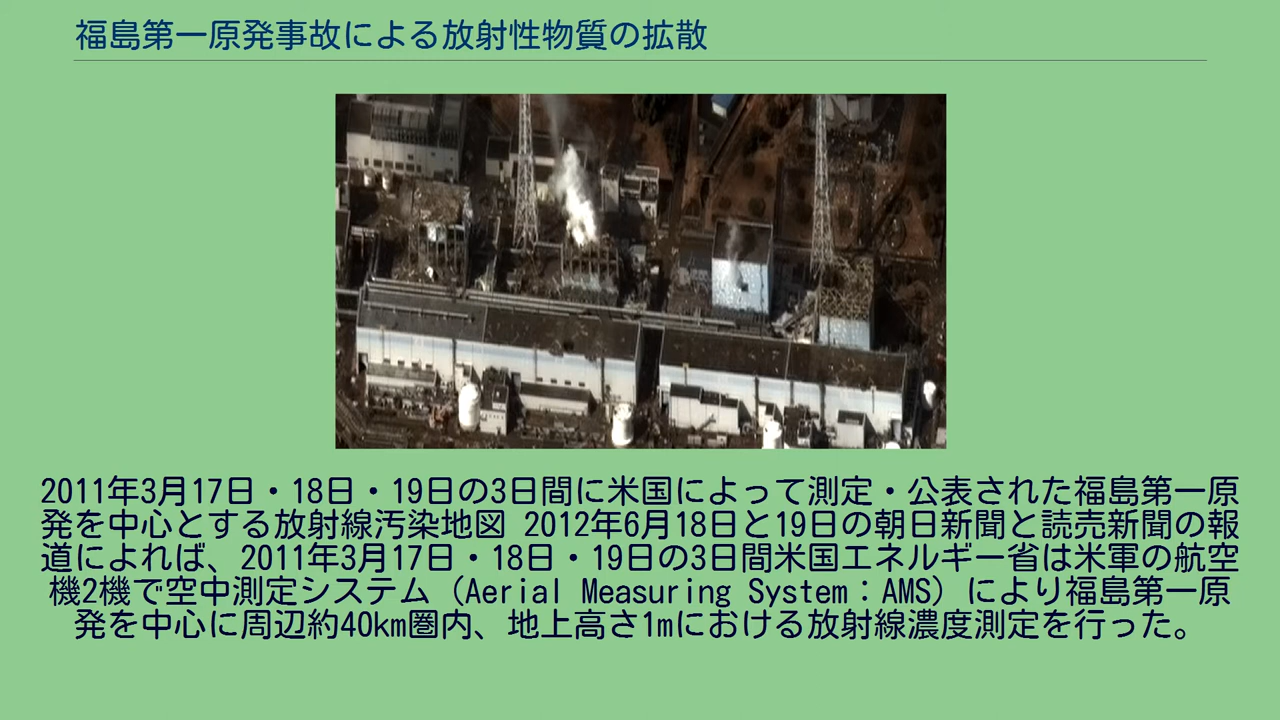 福島第一原発事故による放射性物質の拡散
2011年3月17日・18日・19日の3日間に米国によって測定・公表された福島第一原
発を中心とする放射線汚染地図 2012年6月18日と19日の朝日新聞と読売新聞の報
道によれば、2011年3月17日・18日・19日の3日間米国エネルギー省は米軍の航空
機2機で空中測定システム（Aerial Measuring System：AMS）により福島第一原
発を中心に周辺約40km圏内、地上高さ1mにおける放射線濃度測定を行った。